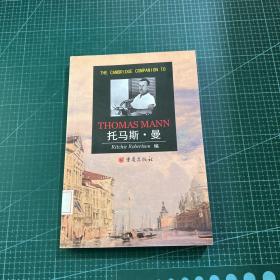 THE CAMBRIDGE COMPANION TO
THOMAS MANN
托马斯·曼
Ritchie Robertson 编
重庆出版社